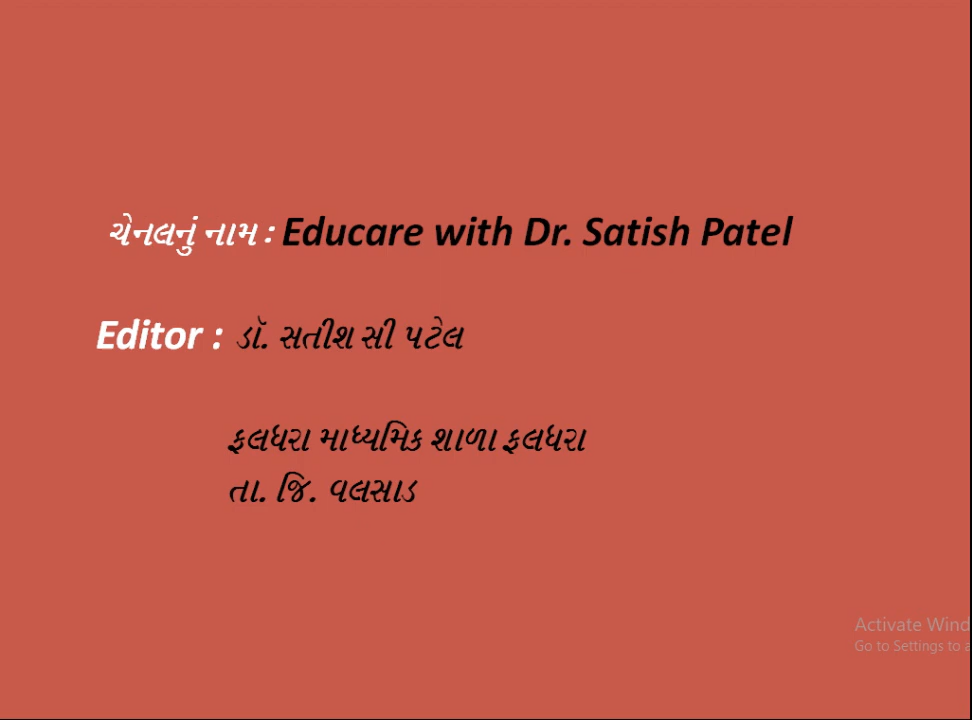 ચેનલનું નામ : Educare with Dr. Satish Patel
Editor : ડૉ. સતીશ સી પટેલ
ફલધરા માધ્યમિક શાળા ફલધરા
તા. જિ. વલસાડ
Activate Wind
Go to Settings to a